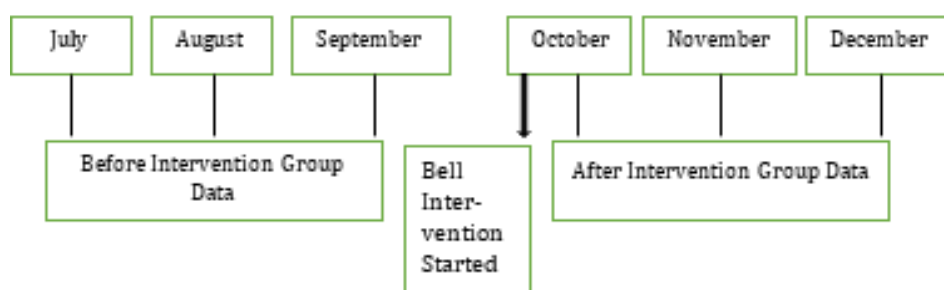 July
August
September
October
November
December
Before Intervention Group
Data
Bell
Inter-
vention
Started
After Intervention Group Data